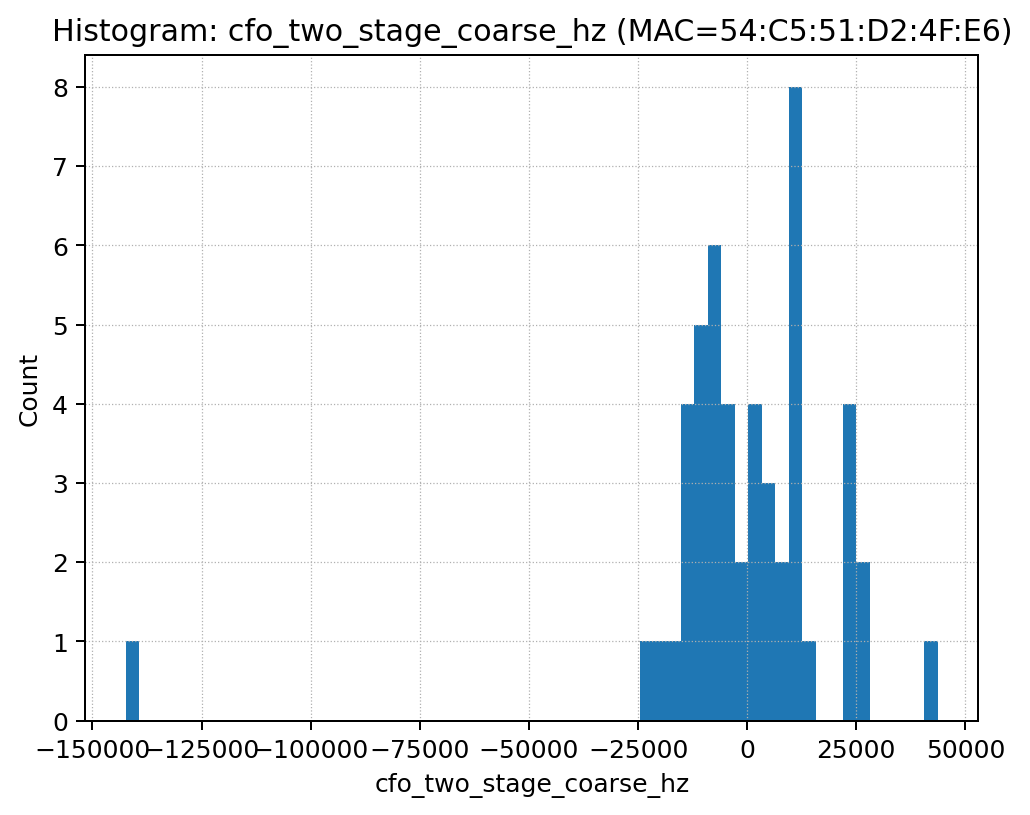 Histogram: cfo_two_stage_coarse_hz (MAC=54:C5:51:D2:4F:E6)
8
7
6
5
4
3
2
1
0
Count
−150000 −125000 −100000 −75000 −50000 −25000 0 25000 50000
cfo_two_stage_coarse_hz